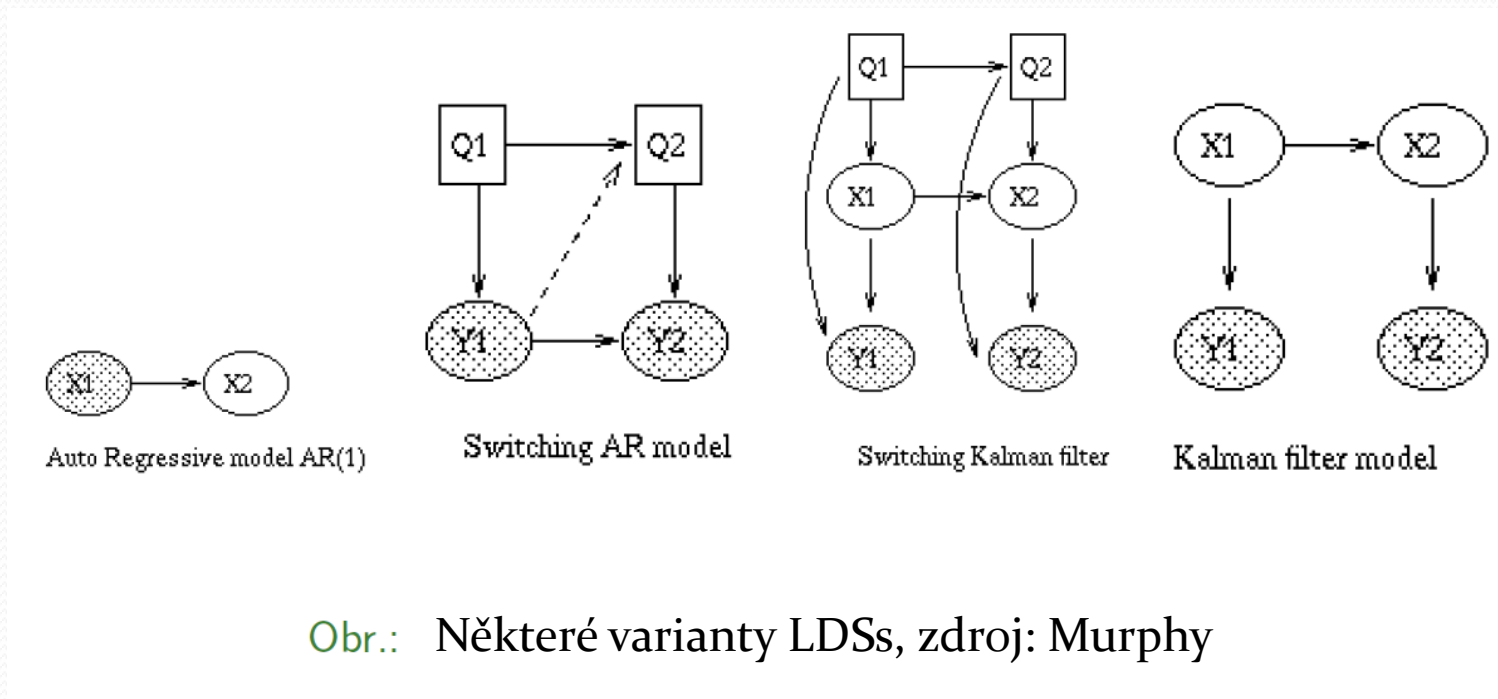 X1 X2
Auto Regressive model AR(1)
Q1 Q2
Y1 Y2
Switching AR model
Q1 Q2
X1 X2
Y1 Y2
Switching Kalman filter
X1 X2
Y1 Y2
Kalman filter model
Obr.: Některé varianty LDSs, zdroj: Murphy